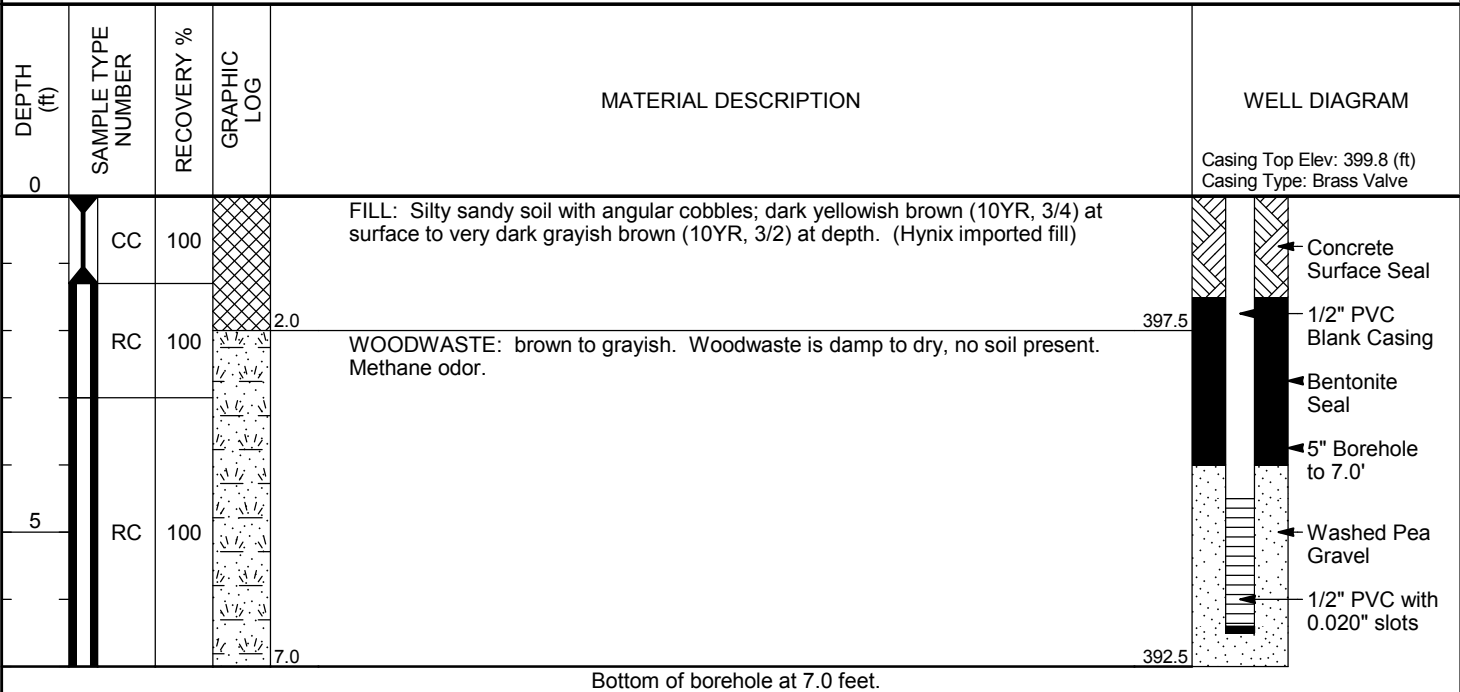 DEPTH
(ft)
SAMPLE TYPE
NUMBER
RECOVERY %
GRAPHIC
LOG
MATERIAL DESCRIPTION
WELL DIAGRAM
Casing Top Elev: 399.8 (ft)
Casing Type: Brass Valve
0
FILL: Silty sandy soil with angular cobbles; dark yellowish brown (10YR, 3/4) at
surface to very dark grayish brown (10YR, 3/2) at depth. (Hynix imported fill)
CC 100
Concrete
Surface Seal
2.0 397.5
1/2" PVC
Blank Casing
RC 100
WOODWASTE: brown to grayish. Woodwaste is damp to dry, no soil present.
Methane odor.
Bentonite
Seal
5" Borehole
to 7.0'
5
RC 100
Washed Pea
Gravel
1/2" PVC with
0.020" slots
7.0 392.5
Bottom of borehole at 7.0 feet.